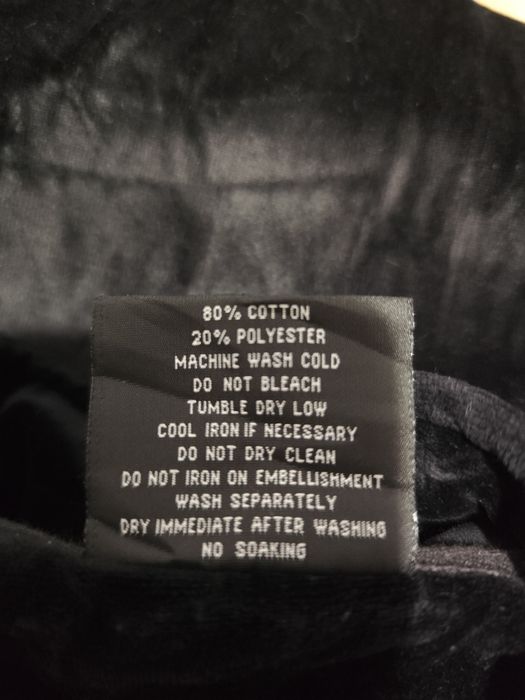 80% COTTON
20% POLYESTER
MACHINE WASH COLD
DO NOT BLEACH
TUMBLE DRY LOW
COOL IRON IF NECESSARY
DO NOT DRY CLEAN
DO NOT IRON ON EMBELLISHMENT
WASH SEPARATELY
DRY IMMEDIATE AFTER WASHING
NO SOAKING